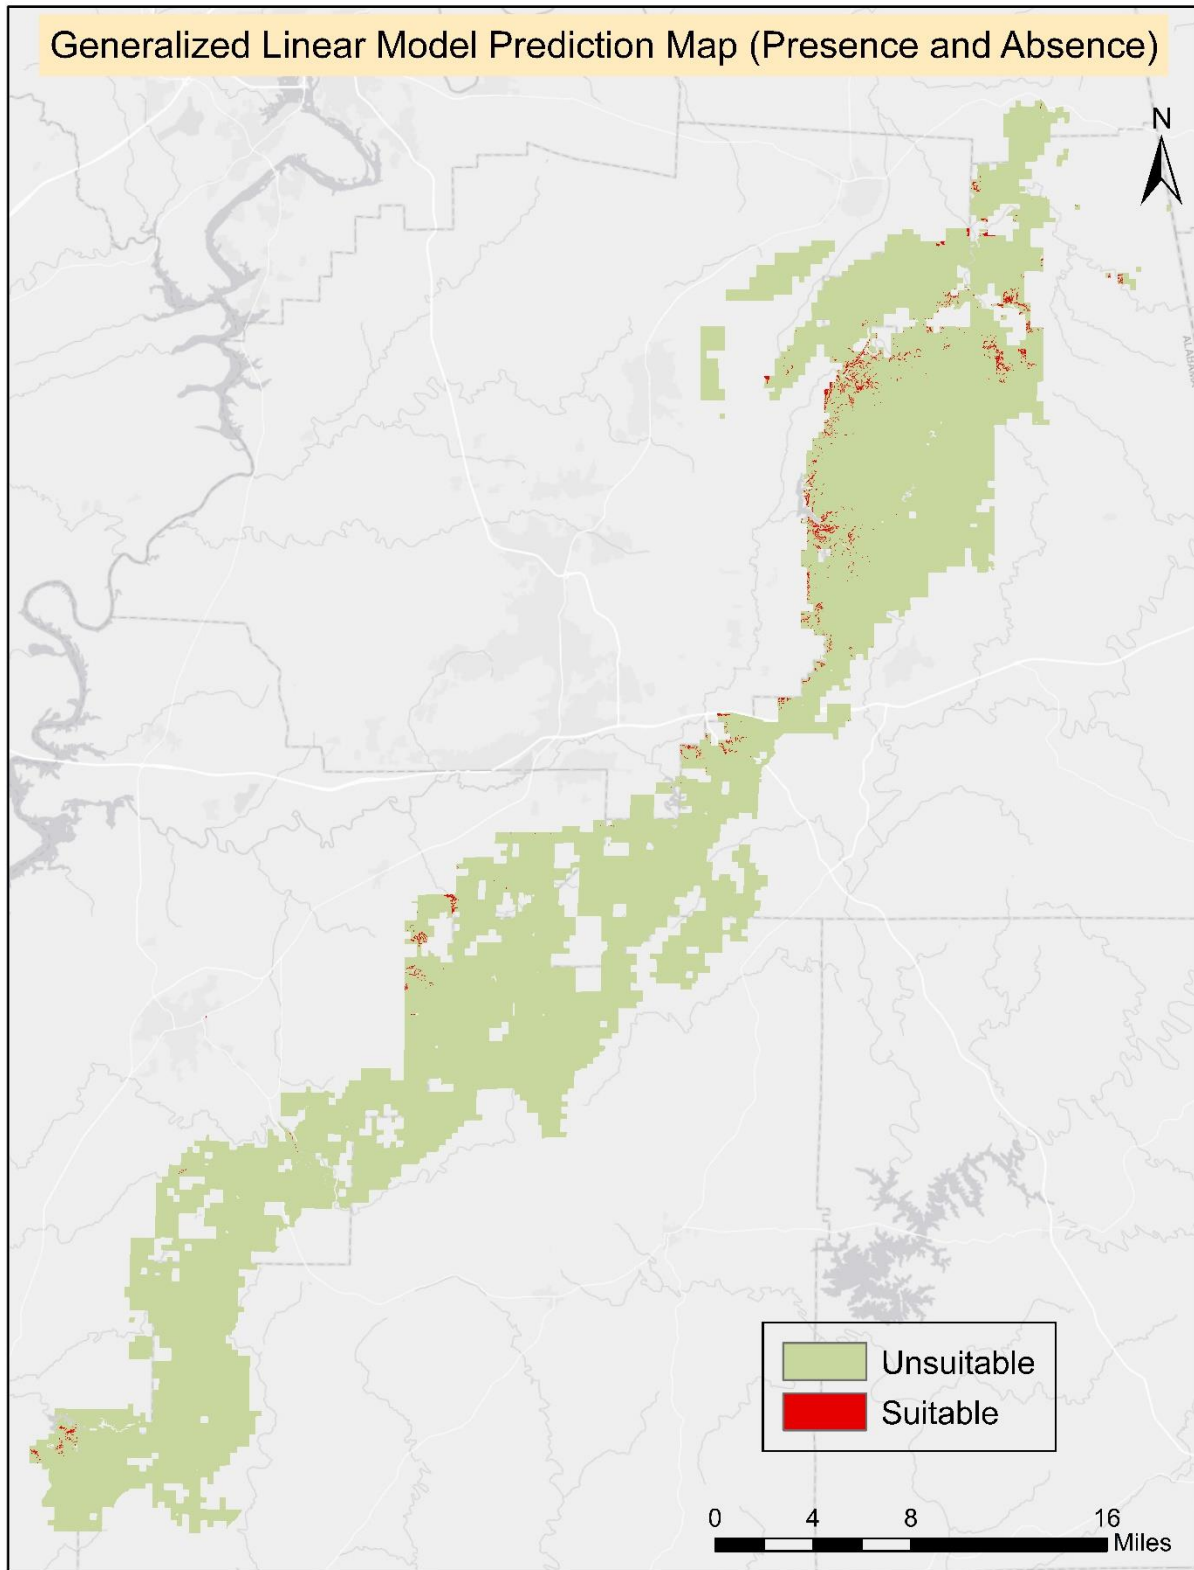 Generalized Linear Model Prediction Map (Presence and Absence)
N
Unsuitable
Suitable
0 4 8 16
Miles